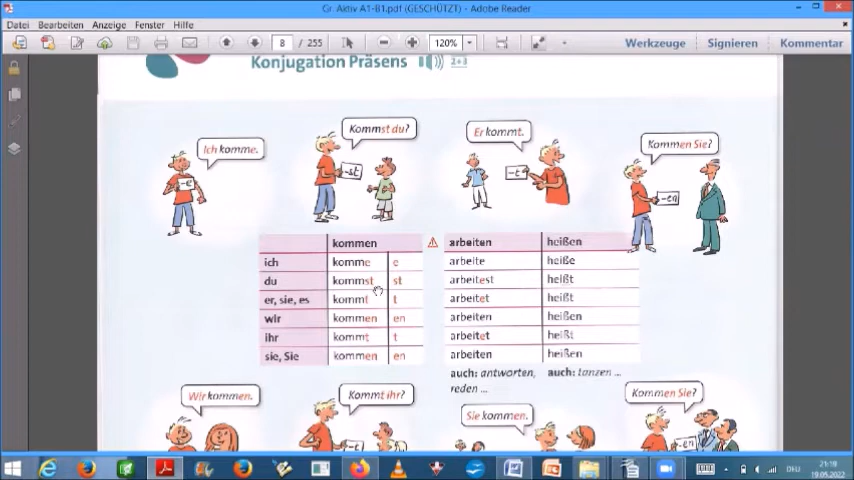 Gr. Aktiv A1-B1.pdf (GESCHÜTZT) - Adobe Reader
Datei Bearbeiten Anzeige Fenster Hilfe
8 / 255 120% Werkzeuge Signieren Kommentar
Konjugation Präsens 2+3
Ich komme.
Kommst du?
Er kommt.
Kommen Sie?
-e
-st
-t
-en
kommen
ich komme e
du kommst st
er, sie, es kommt t
wir kommen en
ihr kommt t
sie, Sie kommen en
arbeiten heißen
arbeite heiße
arbeitest heißt
arbeitet heißt
arbeiten heißen
arbeitet heißt
arbeiten heißen
auch: antworten, auch: tanzen ...
reden ...
Wir kommen.
Kommt ihr?
Sie kommen.
Kommen Sie?
-t
-en
DEU
21:19
19.05.2022